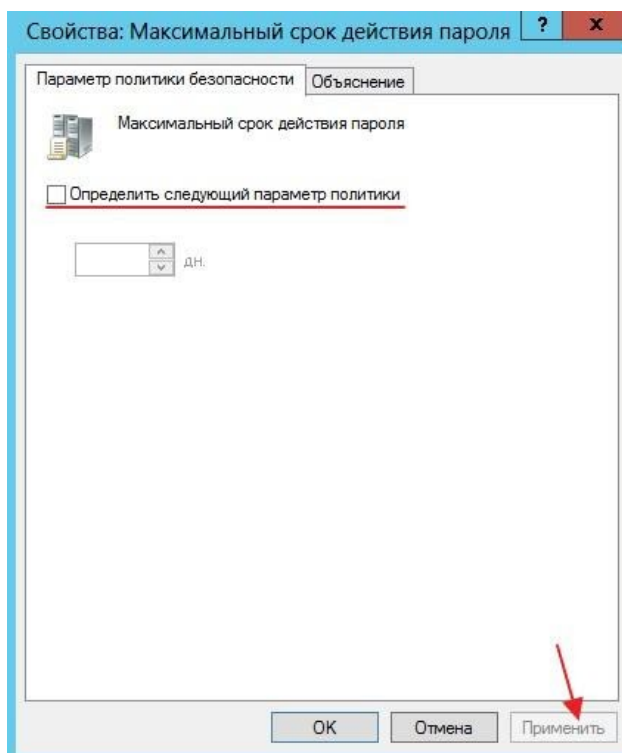 Свойства: Максимальный срок действия пароля ? x
Параметр политики безопасности Объяснение
Максимальный срок действия пароля
Определить следующий параметр политики
дн.
OK Отмена Применить